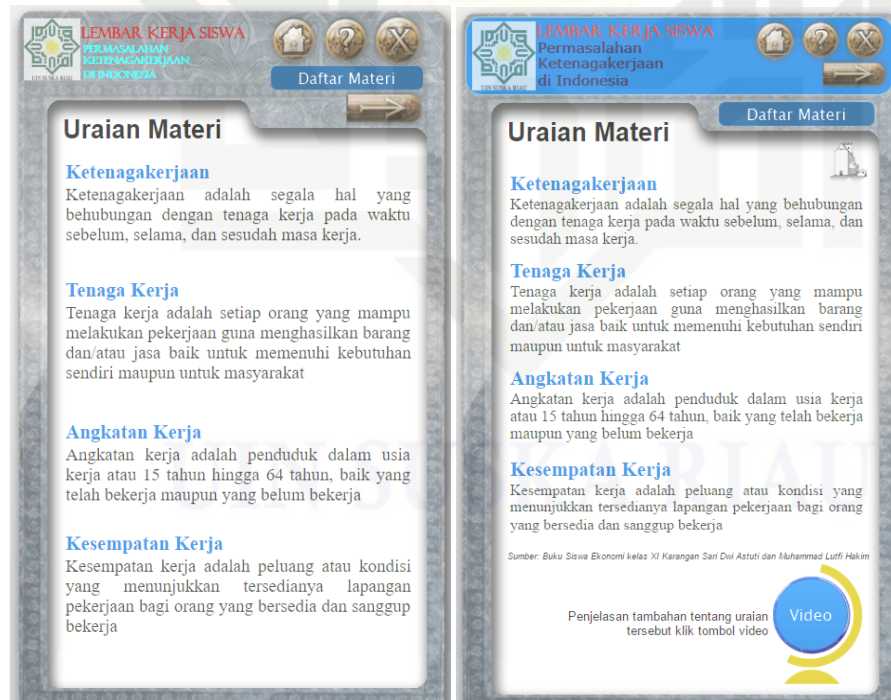 LEMBAR KERJA SISWA
PERMASALAHAN
KETENAGAKERJAAN
DI INDONESIA
UIN SUSKA RIAU
?
X
Daftar Materi
Uraian Materi
Ketenagakerjaan
Ketenagakerjaan adalah segala hal yang
behubungan dengan tenaga kerja pada waktu
sebelum, selama, dan sesudah masa kerja.
Tenaga Kerja
Tenaga kerja adalah setiap orang yang mampu
melakukan pekerjaan guna menghasilkan barang
dan/atau jasa baik untuk memenuhi kebutuhan
sendiri maupun untuk masyarakat
Angkatan Kerja
Angkatan kerja adalah penduduk dalam usia
kerja atau 15 tahun hingga 64 tahun, baik yang
telah bekerja maupun yang belum bekerja
Kesempatan Kerja
Kesempatan kerja adalah peluang atau kondisi
yang menunjukkan tersedianya lapangan
pekerjaan bagi orang yang bersedia dan sanggup
bekerja
LEMBAR KERJA SISWA
Permasalahan
Ketenagakerjaan
di Indonesia
UIN SUSKA RIAU
?
X
Daftar Materi
Uraian Materi
Ketenagakerjaan
Ketenagakerjaan adalah segala hal yang behubungan
dengan tenaga kerja pada waktu sebelum, selama, dan
sesudah masa kerja.
Tenaga Kerja
Tenaga kerja adalah setiap orang yang mampu
melakukan pekerjaan guna menghasilkan barang
dan/atau jasa baik untuk memenuhi kebutuhan sendiri
maupun untuk masyarakat
Angkatan Kerja
Angkatan kerja adalah penduduk dalam usia kerja
atau 15 tahun hingga 64 tahun, baik yang telah bekerja
maupun yang belum bekerja
Kesempatan Kerja
Kesempatan kerja adalah peluang atau kondisi yang
menunjukkan tersedianya lapangan pekerjaan bagi orang
yang bersedia dan sanggup bekerja
Sumber: Buku Siswa Ekonomi kelas XI Karangan Sari Dwi Astuti dan Muhammad Lutfi Hakim
Penjelasan tambahan tentang uraian
tersebut klik tombol video
Video
UIN SUSKA RIAU